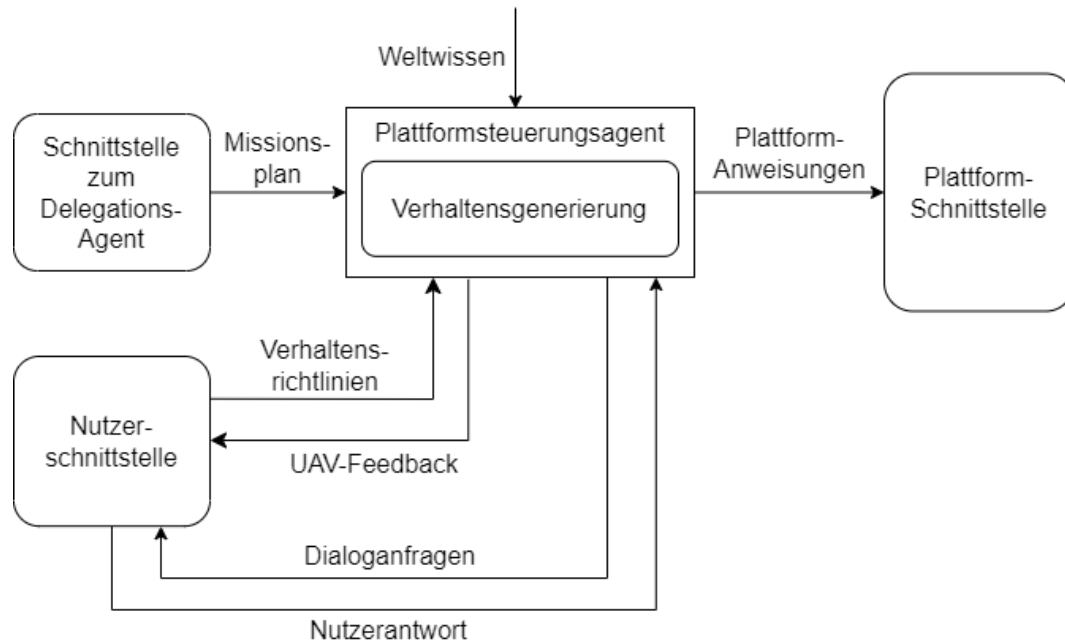 Weltwissen
Schnittstelle
zum
Delegations-
Agent
Missions-
plan
Plattformsteuerungsagent
Verhaltensgenerierung
Plattform-
Anweisungen
Plattform-
Schnittstelle
Verhaltens-
richtlinien
Nutzer-
schnittstelle
UAV-Feedback
Dialoganfragen
Nutzerantwort